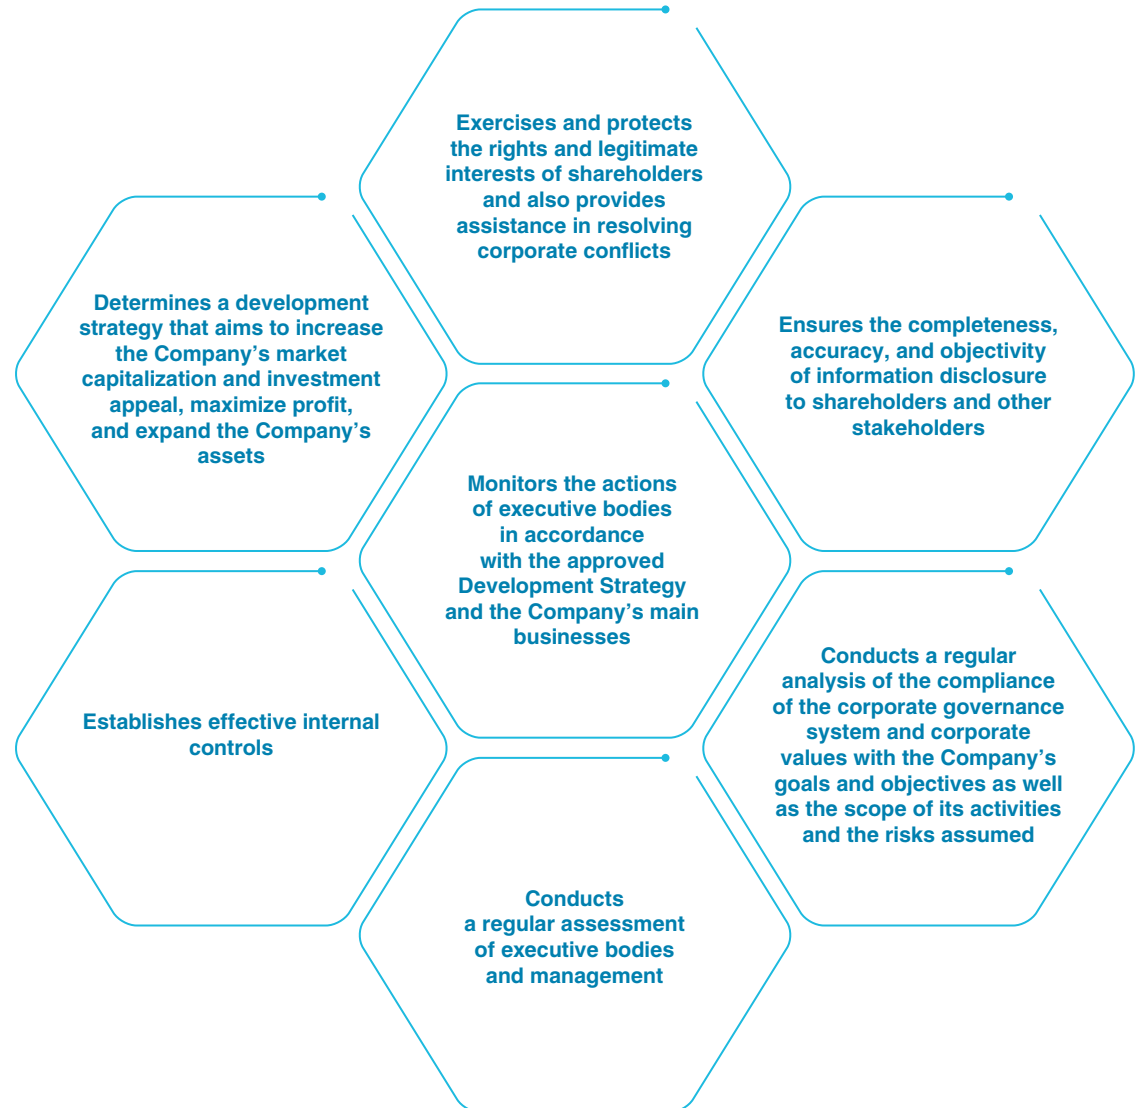 Exercises and protects
the rights and legitimate
interests of shareholders
and also provides
assistance in resolving
corporate conflicts
Determines a development
strategy that aims to increase
the Company’s market
capitalization and investment
appeal, maximize profit,
and expand the Company’s
assets
Ensures the completeness,
accuracy, and objectivity
of information disclosure
to shareholders and other
stakeholders
Monitors the actions
of executive bodies
in accordance
with the approved
Development Strategy
and the Company’s main
businesses
Establishes effective internal
controls
Conducts a regular
analysis of the compliance
of the corporate governance
system and corporate
values with the Company’s
goals and objectives as well
as the scope of its activities
and the risks assumed
Conducts
a regular assessment
of executive bodies
and management